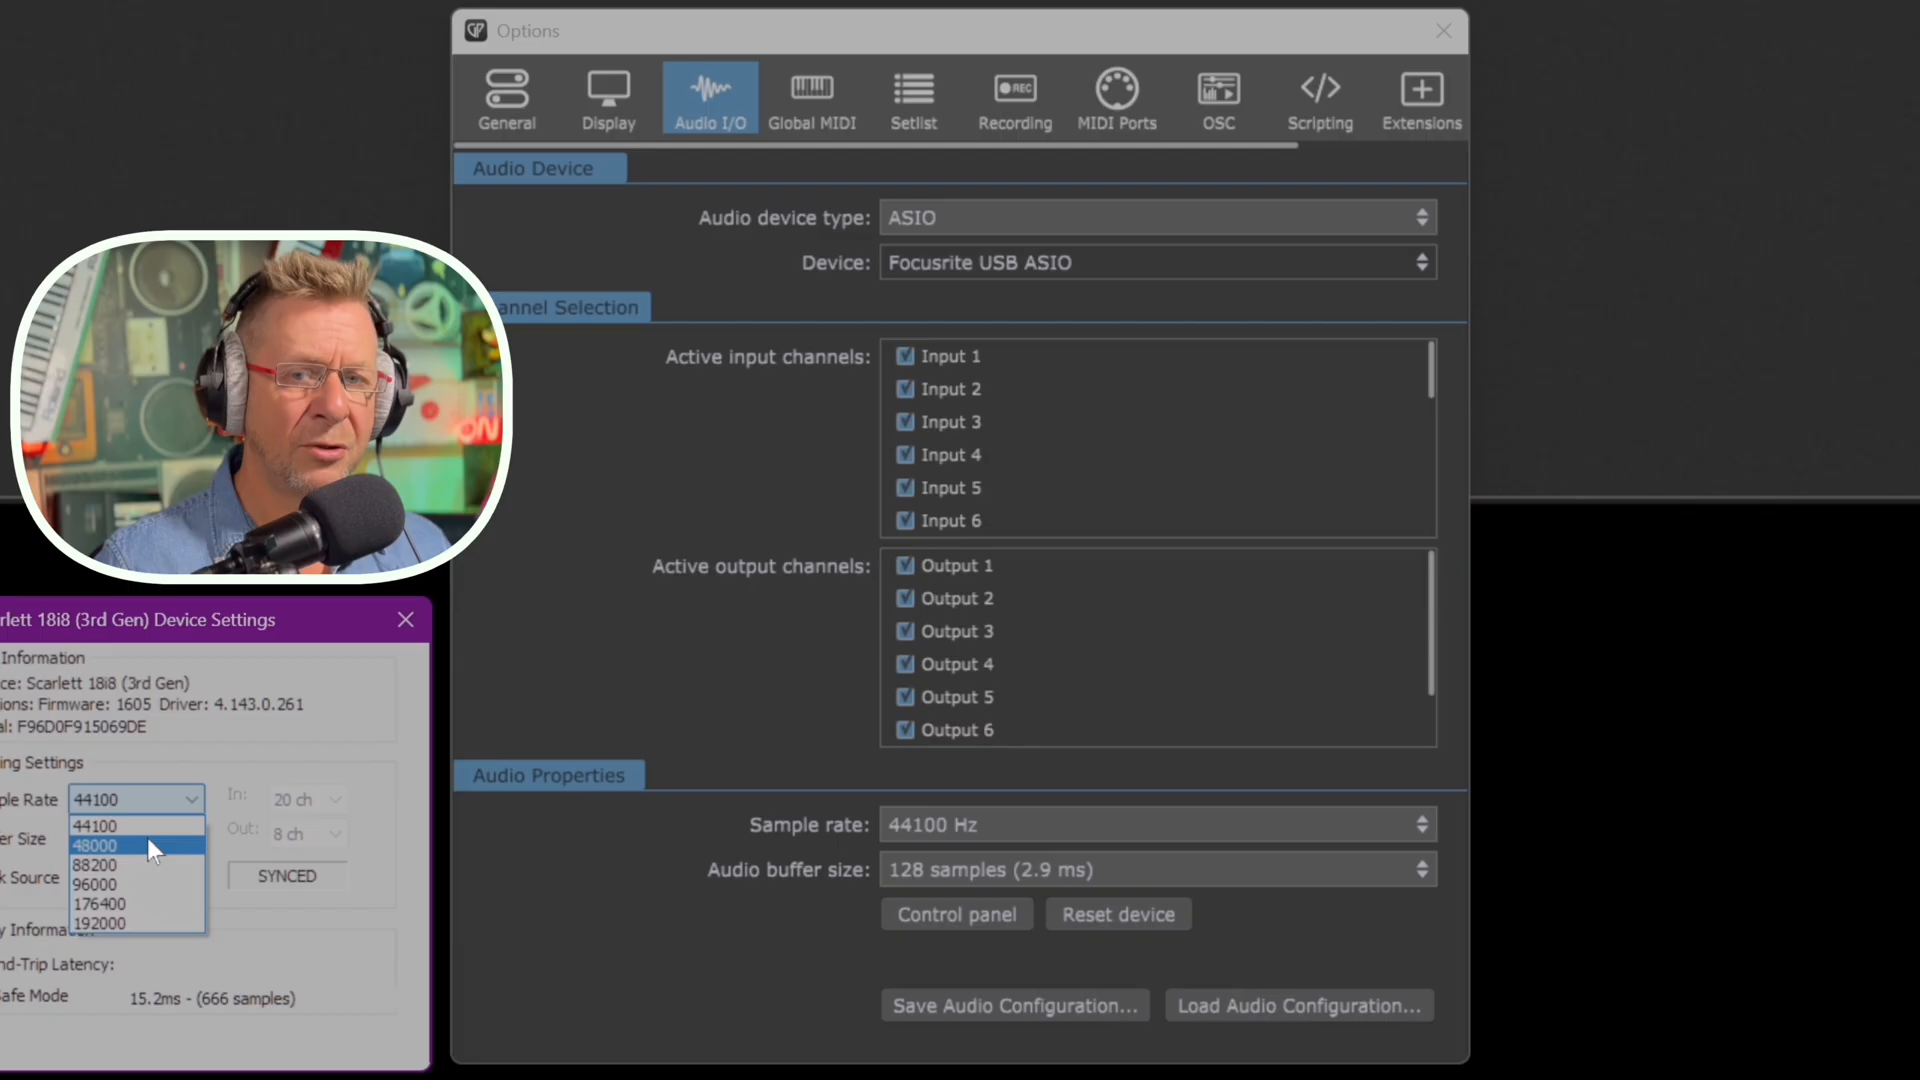 Options
General
Display
Audio I/O
Global MIDI
Setlist
REC
Recording
MIDI Ports
OSC
Scripting
Extensions
Audio Device
Audio device type: ASIO
Device: Focusrite USB ASIO
annel Selection
Active input channels:
Input 1
Input 2
Input 3
Input 4
Input 5
Input 6
Active output channels:
Output 1
Output 2
Output 3
Output 4
Output 5
Output 6
Audio Properties
Sample rate: 44100 Hz
Audio buffer size: 128 samples (2.9 ms)
Control panel
Reset device
Save Audio Configuration...
Load Audio Configuration...
Roland
ON
rlett 18i8 (3rd Gen) Device Settings
Information
ce: Scarlett 18i8 (3rd Gen)
ions: Firmware: 1605 Driver: 4.143.0.261
al: F96D0F915069DE
ing Settings
ple Rate 44100 In: 20 ch
44100
er Size 48000 Out: 8 ch
88200
k Source 96000 SYNCED
176400
192000
y Informa
nd-Trip Latency:
afe Mode 15.2ms - (666 samples)